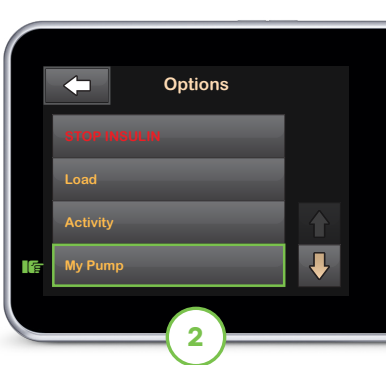 Options
STOP INSULIN
Load
Activity
My Pump
2